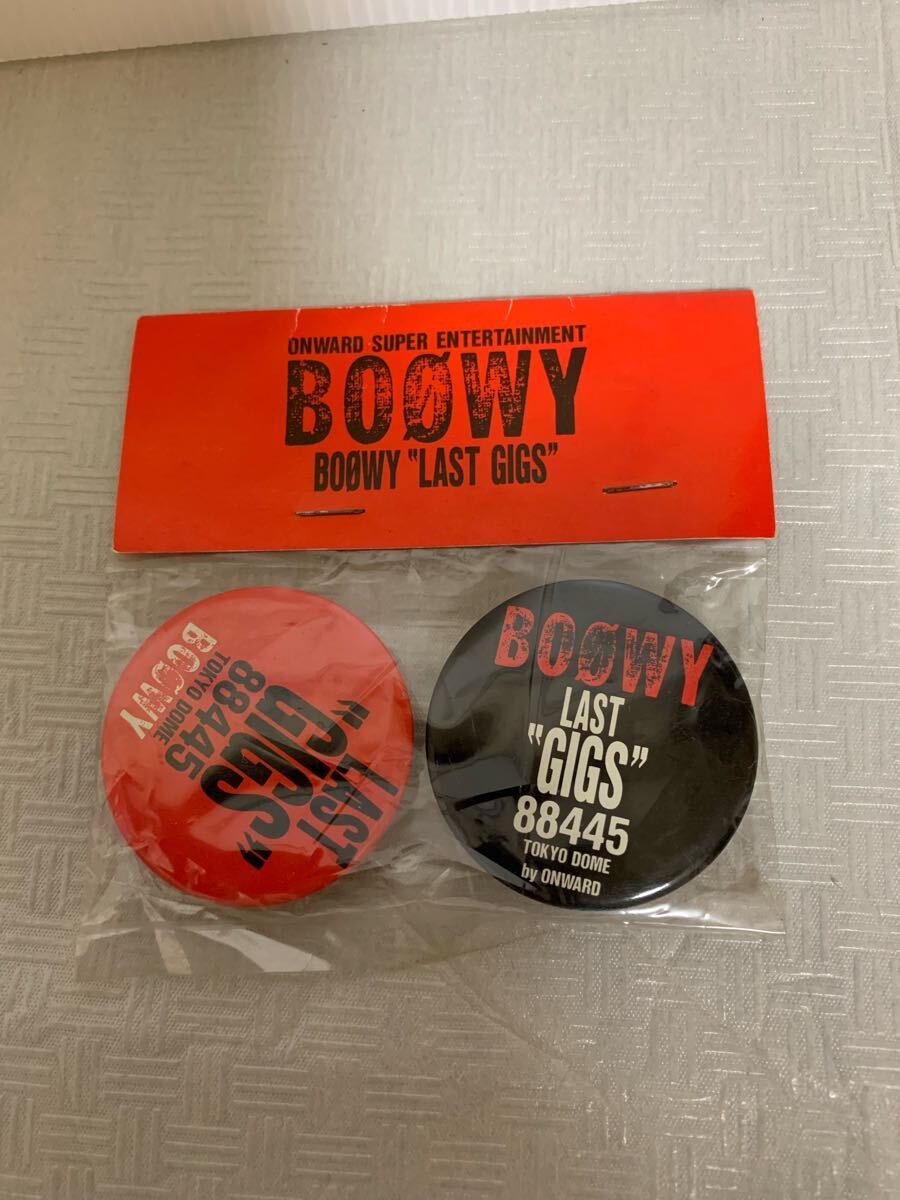 ONWARD SUPER ENTERTAINMENT
BOØWY
BOØWY "LAST GIGS"
BOØWY
TOKYO DOME
88445
"GIGS"
LAST
BOØWY
LAST
"GIGS"
88445
TOKYO DOME
by ONWARD